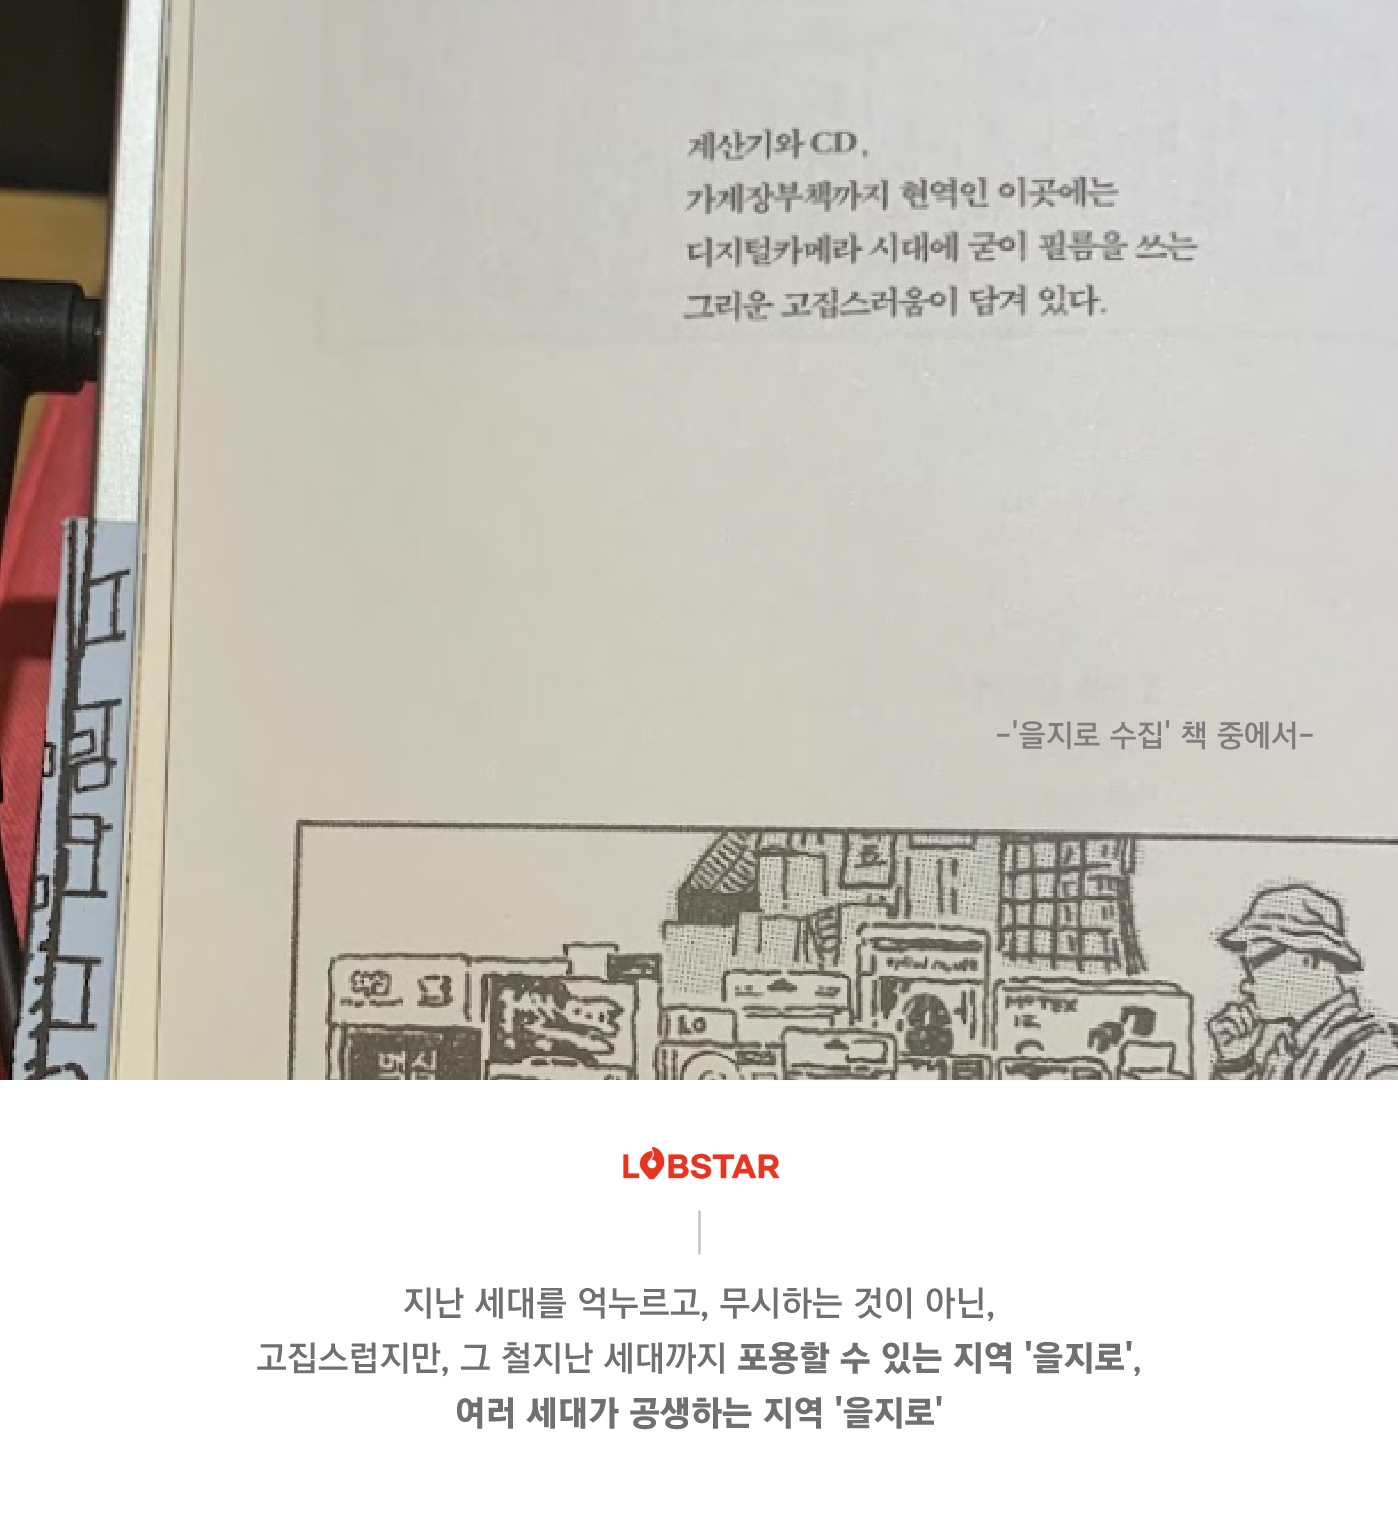 계산기와 CD,
가계장부책까지 현역인 이곳에는
디지털카메라 시대에 굳이 필름을 쓰는
그리운 고집스러움이 담겨 있다.
-'을지로 수집' 책 중에서-
LOBSTAR
지난 세대를 억누르고, 무시하는 것이 아닌,
고집스럽지만, 그 철지난 세대까지 포용할 수 있는 지역 '을지로',
여러 세대가 공생하는 지역 '을지로'